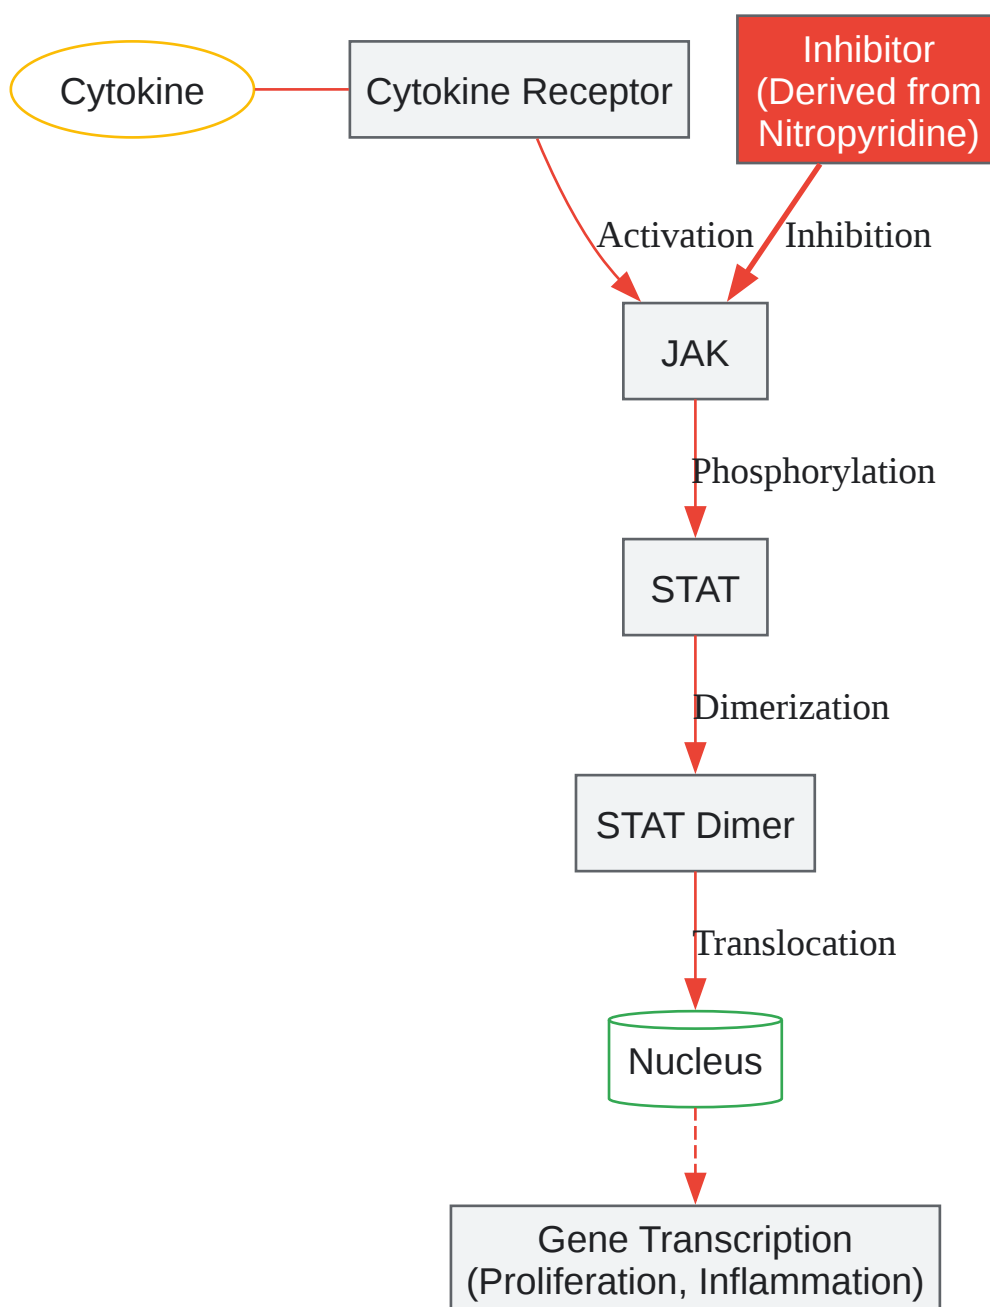 Cytokine
Cytokine Receptor
Inhibitor
(Derived from
Nitropyridine)
Activation
Inhibition
JAK
Phosphorylation
STAT
Dimerization
STAT Dimer
Translocation
Nucleus
Gene Transcription
(Proliferation, Inflammation)